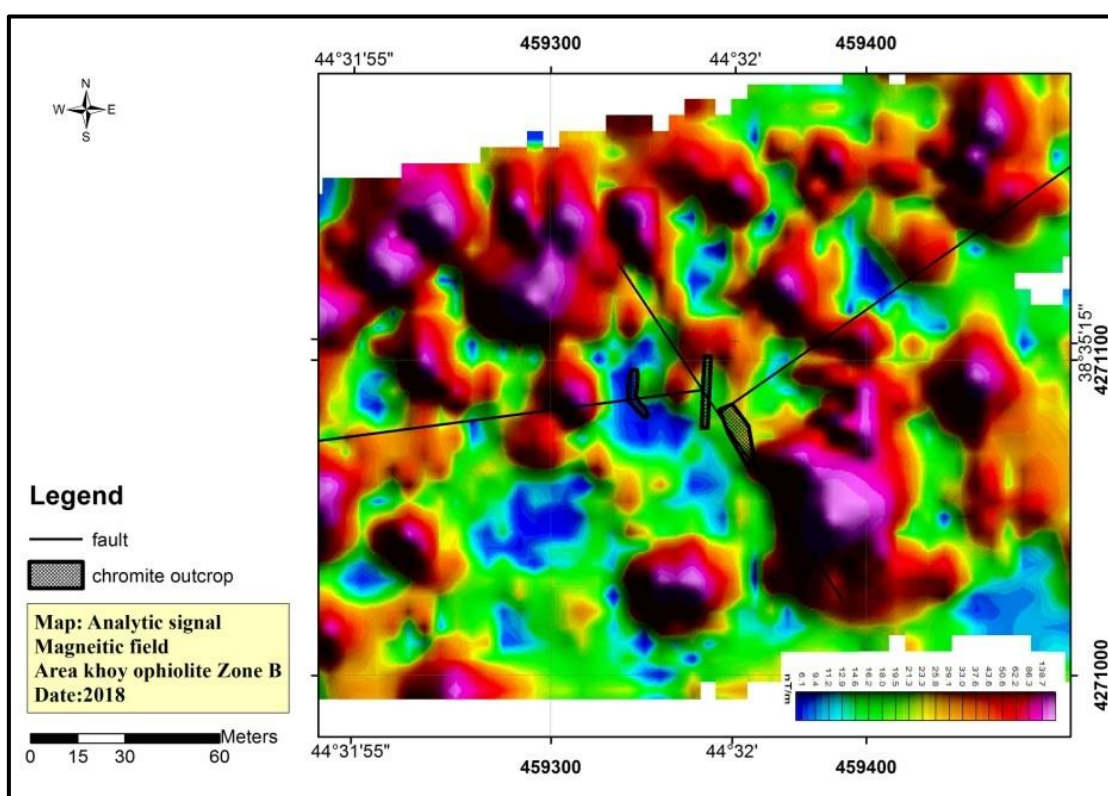 459300
459400
44°31'55"
44°32'
N
W
E
S
38°35'15"
4271100
Legend
fault
chromite outcrop
Map: Analytic signal
Magneitic field
Area khoy ophiolite Zone B
Date:2018
Meters
0 15 30 60
nT/m
6.1 9.4 11.2 12.9 14.6 16.2 18.0 19.5 21.3 23.3 25.8 29.1 33.0 37.6 43.6 50.6 62.2 86.3 138.7
4271000
44°31'55"
44°32'
459300
459400